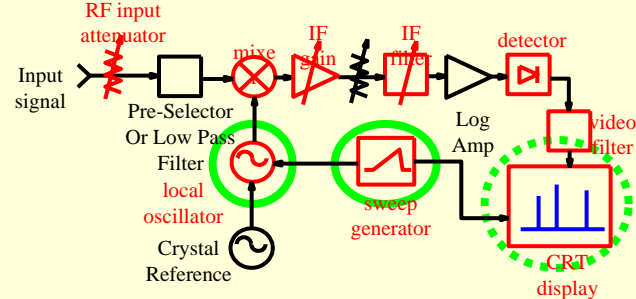 RF input
attenuator
Input
signal
Pre-Selector
Or Low Pass
Filter
mixe
IF
gain
IF
filter
Log
Amp
detector
video
filter
local
oscillator
sweep
generator
Crystal
Reference
CRT
display